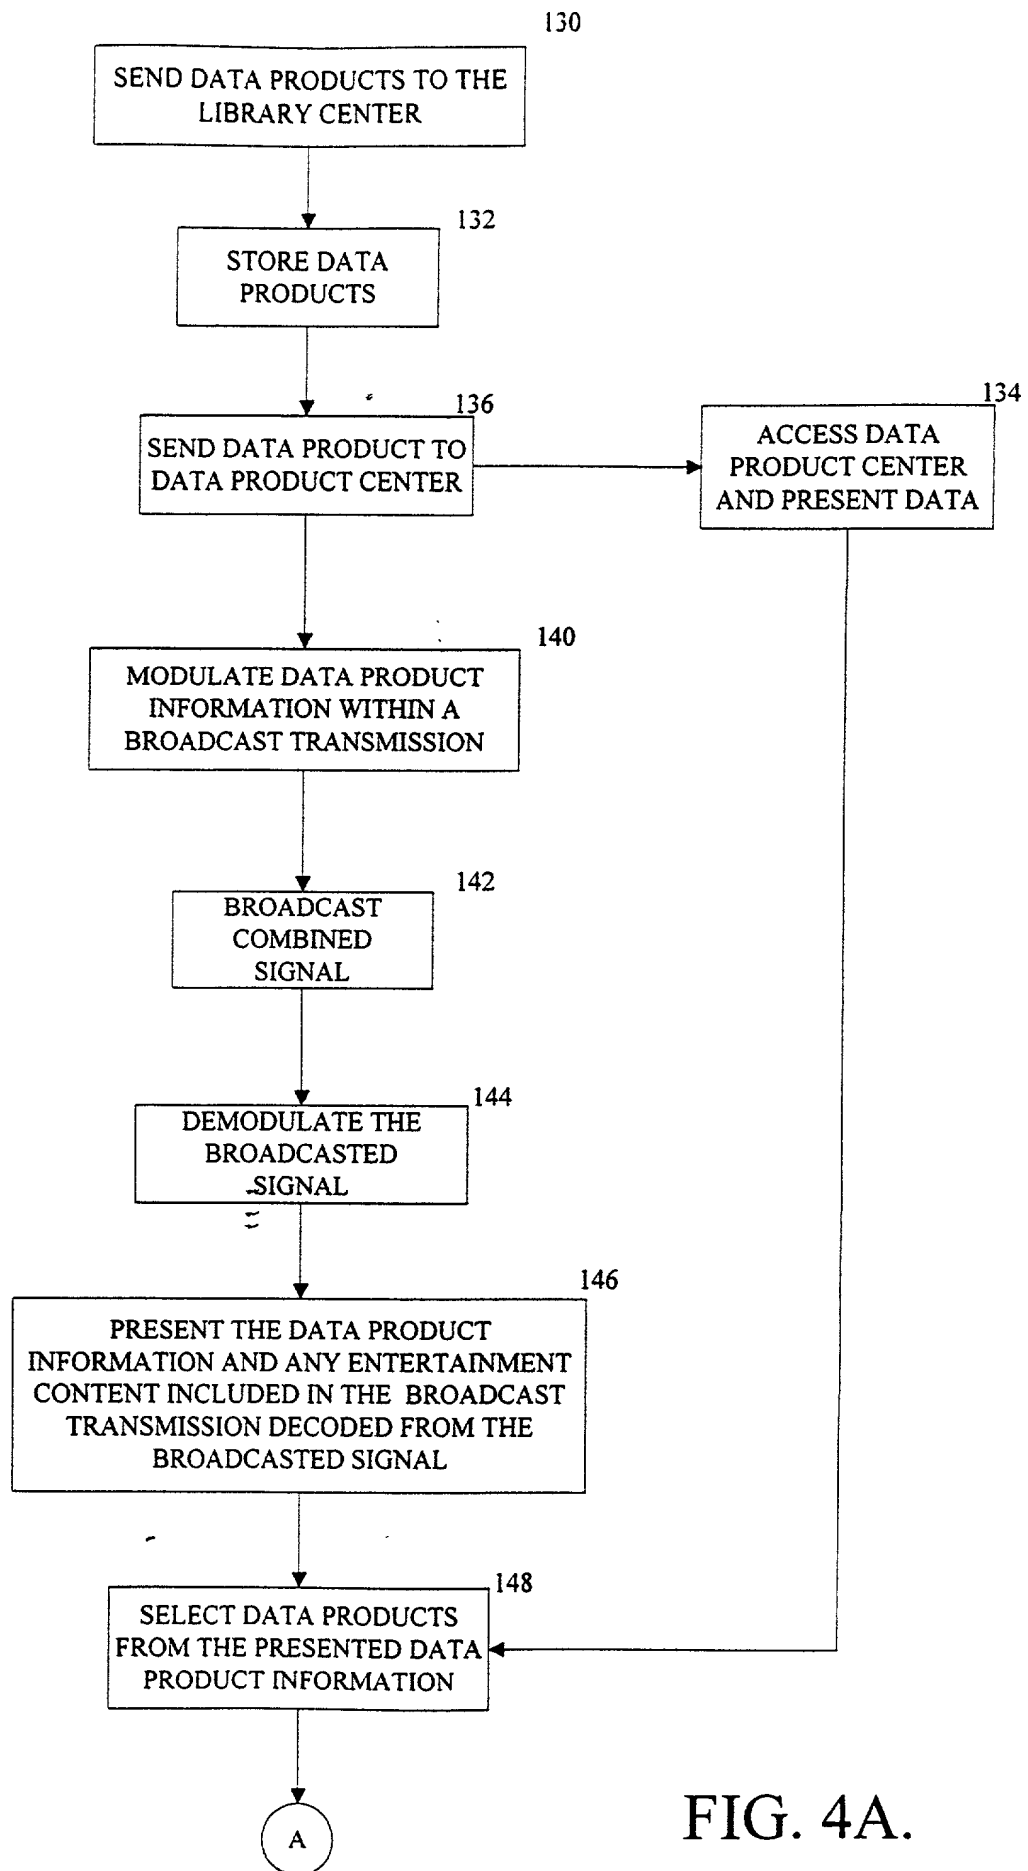 130
SEND DATA PRODUCTS TO THE
LIBRARY CENTER
132
STORE DATA
PRODUCTS
136
SEND DATA PRODUCT TO
DATA PRODUCT CENTER
134
ACCESS DATA
PRODUCT CENTER
AND PRESENT DATA
140
MODULATE DATA PRODUCT
INFORMATION WITHIN A
BROADCAST TRANSMISSION
142
BROADCAST
COMBINED
SIGNAL
144
DEMODULATE THE
BROADCASTED
SIGNAL
146
PRESENT THE DATA PRODUCT
INFORMATION AND ANY ENTERTAINMENT
CONTENT INCLUDED IN THE BROADCAST
TRANSMISSION DECODED FROM THE
BROADCASTED SIGNAL
148
SELECT DATA PRODUCTS
FROM THE PRESENTED DATA
PRODUCT INFORMATION
A
FIG. 4A.